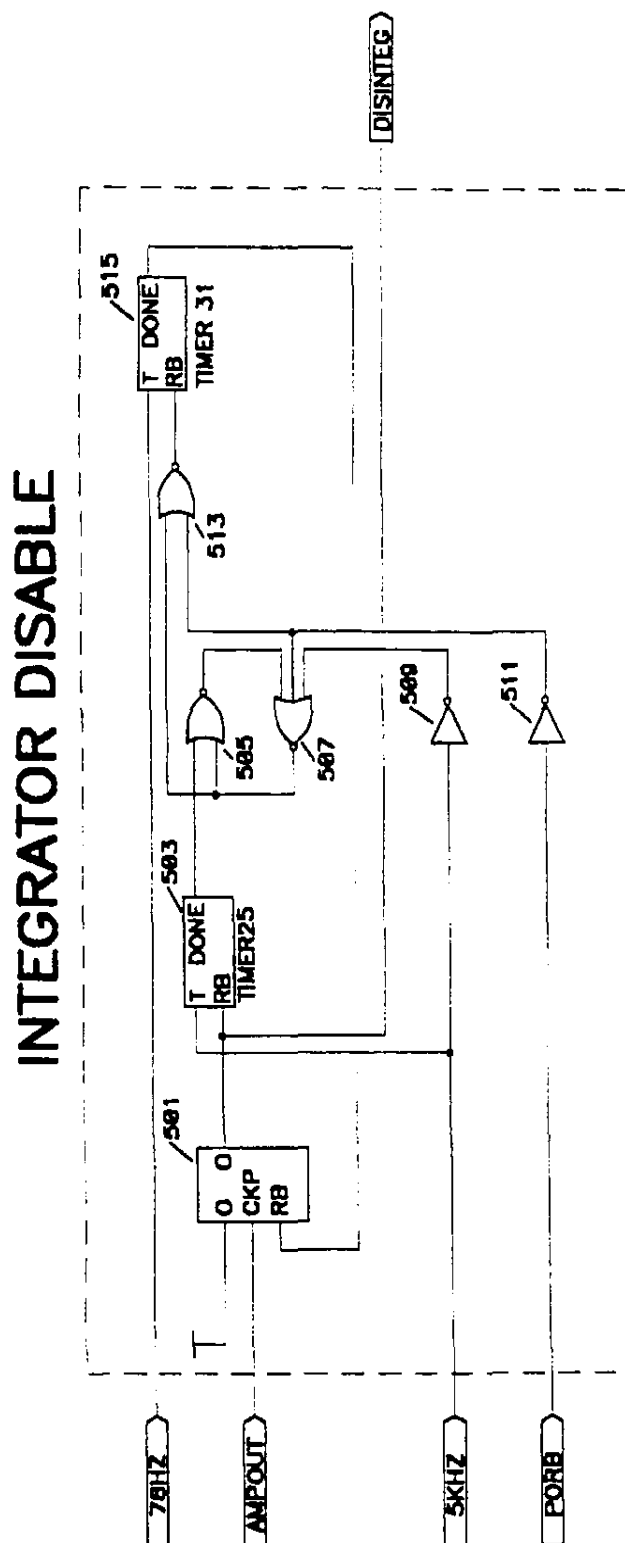 INTEGRATOR DISABLE
78HZ
AMPOUT
5KHZ
PORB
501
O O
CKP
RB
503
T DONE
RB
TIMER25
505
507
509
511
513
515
T DONE
RB
TIMER 31
DISINTEG